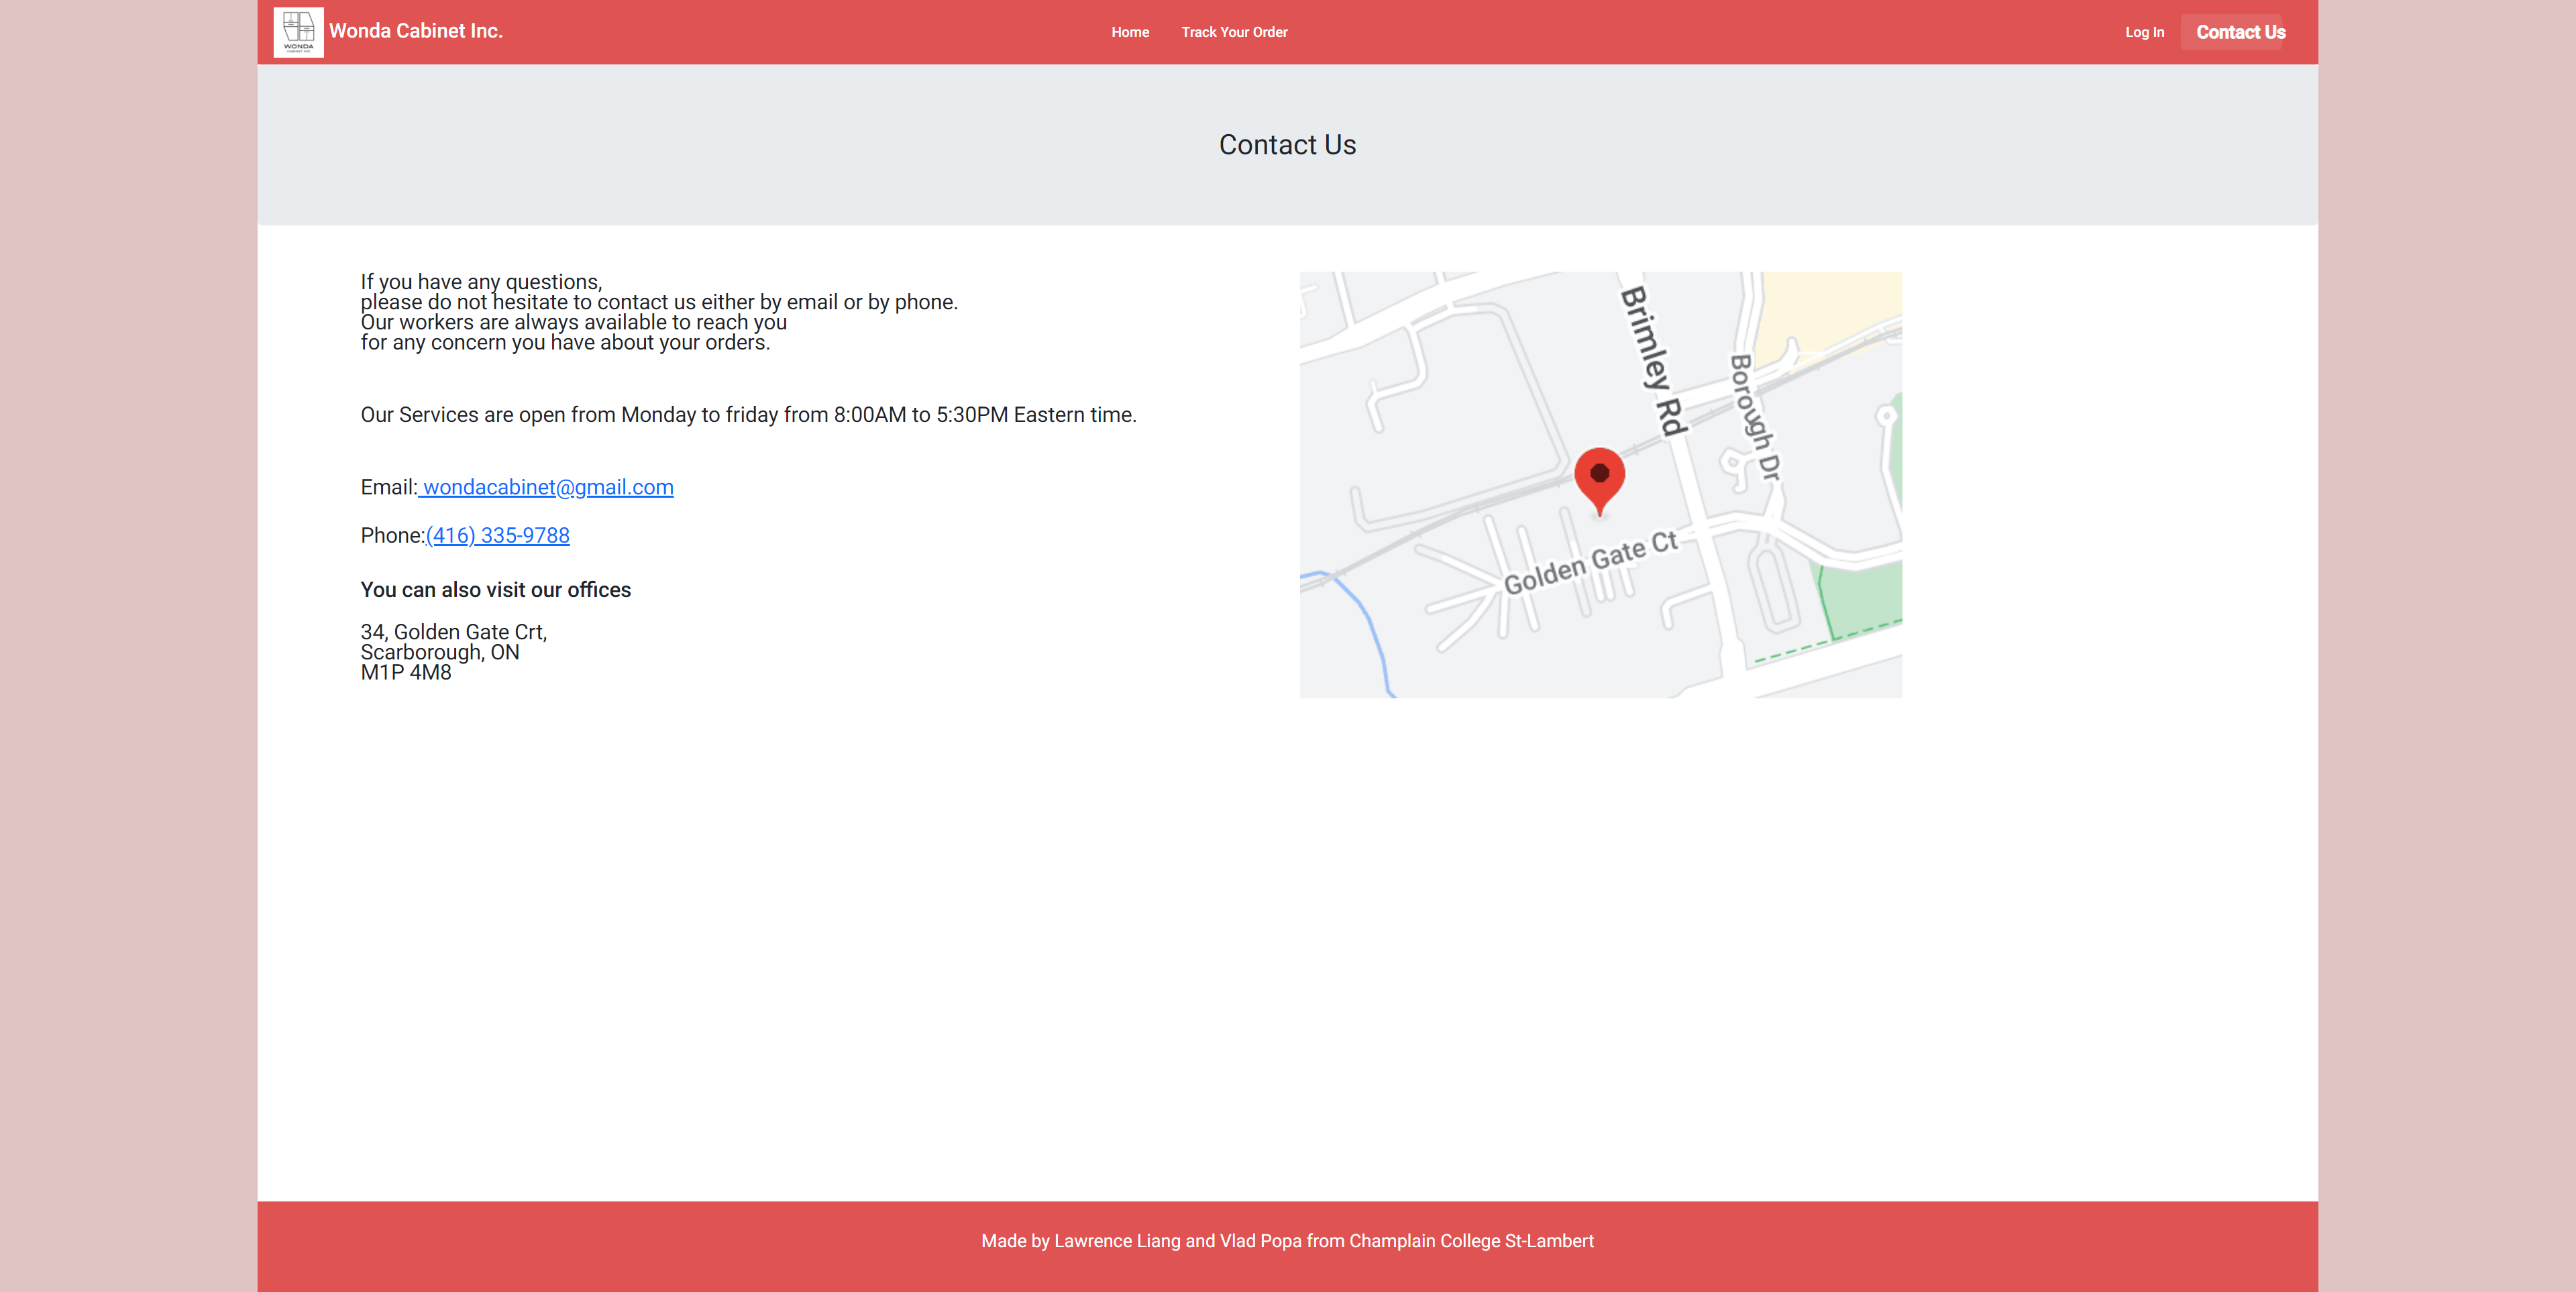 WONDA
CABINET INC.
Wonda Cabinet Inc.
Home
Track Your Order
Log In
Contact Us
Contact Us
If you have any questions,
please do not hesitate to contact us either by email or by phone.
Our workers are always available to reach you
for any concern you have about your orders.
Our Services are open from Monday to friday from 8:00AM to 5:30PM Eastern time.
Email: wondacabinet@gmail.com
Phone:(416) 335-9788
You can also visit our offices
34, Golden Gate Crt,
Scarborough, ON
M1P 4M8
Brimley Rd
Borough Dr
Golden Gate Ct
Made by Lawrence Liang and Vlad Popa from Champlain College St-Lambert